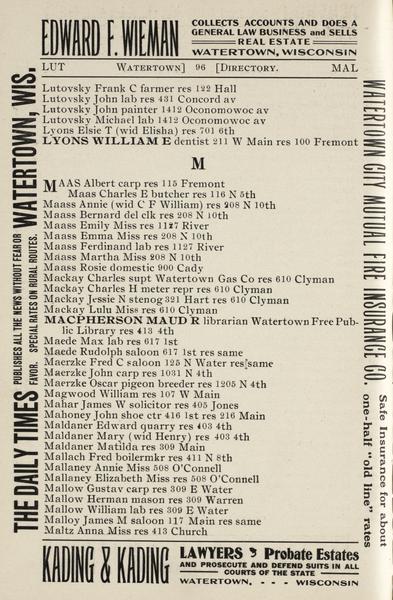 EDWARD F. WIEMAN
COLLECTS ACCOUNTS AND DOES A
GENERAL LAW BUSINESS and SELLS
REAL ESTATE
WATERTOWN, WISCONSIN
LUT WATERTOWN] 96 [DIRECTORY. MAL
Lutovsky Frank C farmer res 122 Hall
Lutovsky John lab res 431 Concord av
Lutovsky John painter 1412 Oconomowoc av
Lutovsky Michael lab 1412 Oconomowoc av
Lyons Elsie T (wid Elisha) res 701 6th
LYONS WILLIAM E dentist 211 W Main res 100 Fremont
M
MAAS Albert carp res 115 Fremont
Maas Charles E butcher res 116 N 5th
Maass Annie (wid C F William) res 208 N 10th
Maass Bernard del clk res 208 N 10th
Maass Emily Miss res 1127 River
Maass Emma Miss 208 N 10th
Maass Ferdinand lab res 1127 River
Maass Martha Miss 208 N 10th
Maass Rosie domestic 900 Cady
Mackay Charles supt Watertown Gas Co res 610 Clyman
Mackay Charles H meter repr res 610 Clyman
Mackay Jessie N stenog 321 Hart res 610 Clyman
Mackay Lulu Miss res 610 Clyman
MACPHERSON MAUD R librarian Watertown Free Pub-
lic Library res 413 4th
Maede Max lab res 617 1st
Maede Rudolph saloon 617 1st res same
Maerzke Fred C saloon 125 N Water res same
Maerzke John carp res 1031 N 4th
Maerzke Oscar pigeon breeder res 1205 N 4th
Magwood William res 107 W Main
Mahar James W solicitor res 405 Jones
Mahoney John shoe ctr 416 1st res 216 Main
Maldaner Edward quarry res 403 4th
Maldaner Mary (wid Henry) res 403 4th
Maldaner Matilda res 309 Main
Mallach Fred boilermkr res 411 N 8th
Mallaney Annie Miss 508 O'Connell
Mallaney Elizabeth Miss res 508 O'Connell
Mallow Gustav carp res 309 E Water
Mallow Herman mason res 309 Warren
Mallow William lab res 309 E Water
Malloy James M saloon 117 Main res same
Maltz Anna Miss res 413 Church
KADING & KADING
LAWYERS Probate Estates
AND PROSECUTE AND DEFEND SUITS IN ALL
COURTS OF THE STATE
WATERTOWN, - - - WISCONSIN
THE DAILY TIMES PUBLISHES ALL THE NEWS WITHOUT FEAR OR
FAVOR. SPECIAL RATES ON RURAL ROUTES. WATERTOWN, WIS.
WATERTOWN CITY MUTUAL FIRE INSURANCE CO.
Safe Insurance for about
one-half "old line" rates